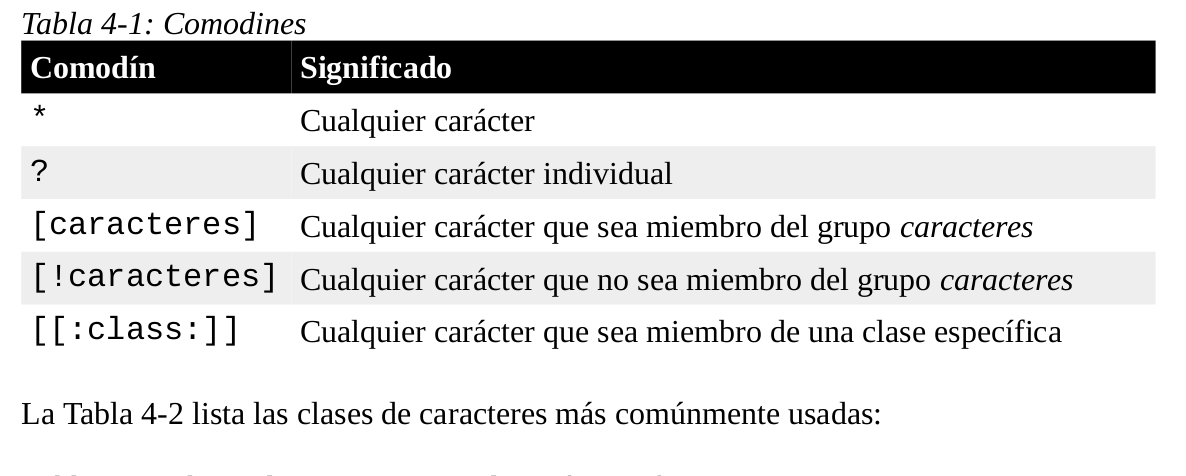 Tabla 4-1: Comodines
Comodín Significado
* Cualquier carácter
? Cualquier carácter individual
[caracteres] Cualquier carácter que sea miembro del grupo caracteres
[!caracteres] Cualquier carácter que no sea miembro del grupo caracteres
[[:class:]] Cualquier carácter que sea miembro de una clase específica
La Tabla 4-2 lista las clases de caracteres más comúnmente usadas: